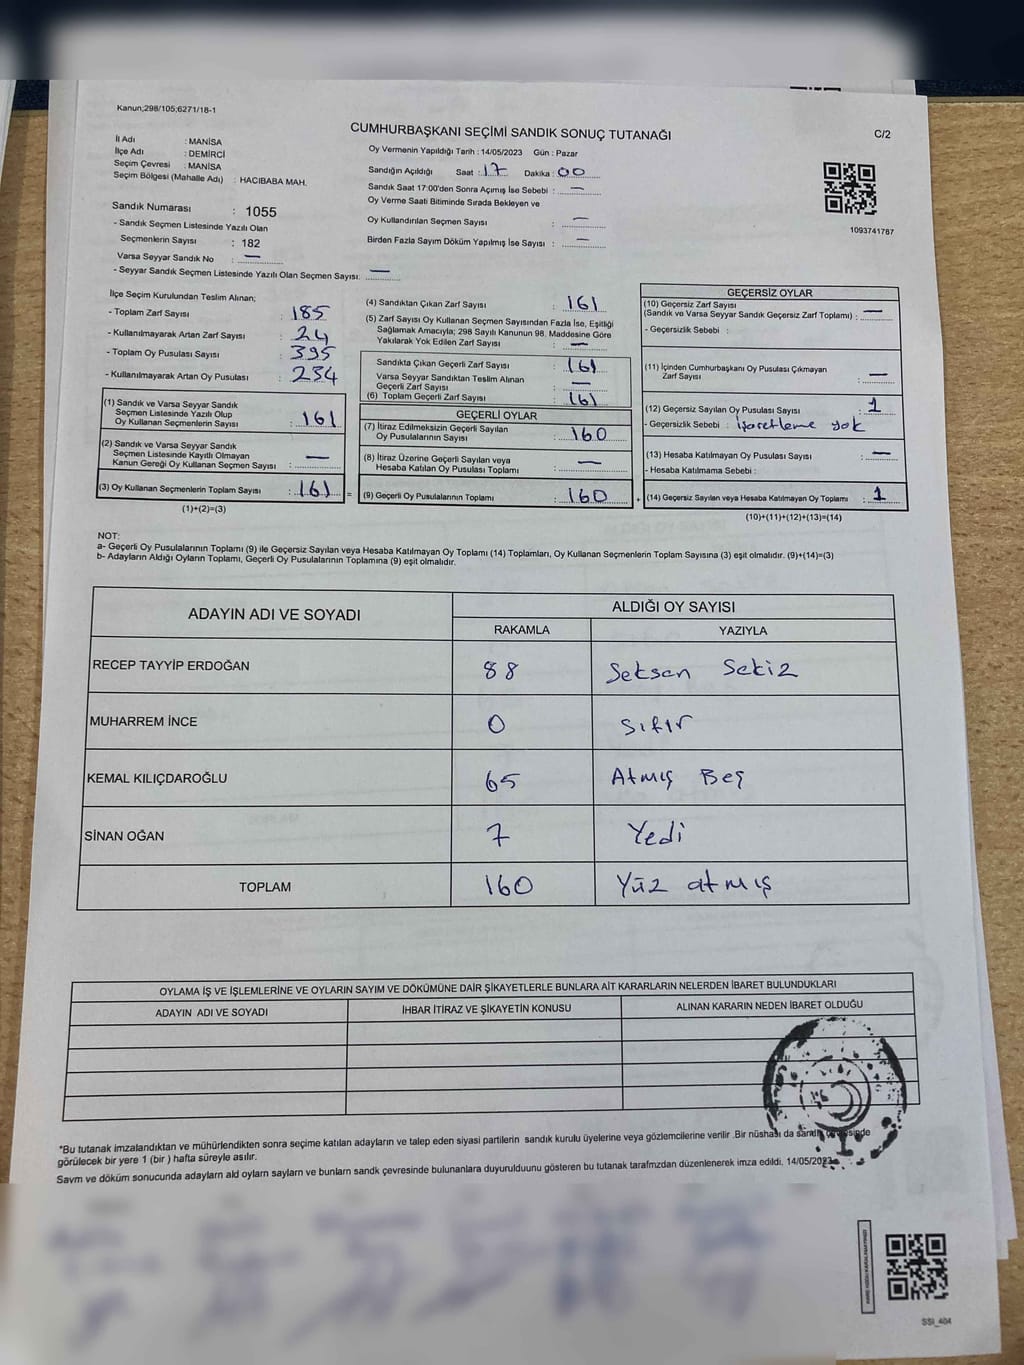 Kanun;298/105;6271/18-1
CUMHURBAŞKANI SEÇİMİ SANDIK SONUÇ TUTANAĞI
C/2
İl Adı : MANİSA
İlçe Adı : DEMİRCİ
Seçim Çevresi : MANİSA
Seçim Bölgesi (Mahalle Adı) : HACIBABA MAH.
Sandık Numarası : 1055
- Sandık Seçmen Listesinde Yazılı Olan
Seçmenlerin Sayısı : 182
Varsa Seyyar Sandık No : —
- Seyyar Sandık Seçmen Listesinde Yazılı Olan Seçmen Sayısı: —
Oy Vermenin Yapıldığı Tarih : 14/05/2023 Gün : Pazar
Sandığın Açıldığı Saat : 17 Dakika : 00
Sandık Saat 17:00'den Sonra Açımış İse Sebebi : —
Oy Verme Saati Bitiminde Sırada Bekleyen ve
Oy Kullandırılan Seçmen Sayısı : —
Birden Fazla Sayım Döküm Yapılmış İse Sayısı : —
1093741787
İlçe Seçim Kurulundan Teslim Alınan;
- Toplam Zarf Sayısı : 185
- Kullanılmayarak Artan Zarf Sayısı : 24
- Toplam Oy Pusulası Sayısı : 395
- Kullanılmayarak Artan Oy Pusulası : 234
(1) Sandık ve Varsa Seyyar Sandık
Seçmen Listesinde Yazılı Olup
Oy Kullanan Seçmenlerin Sayısı : 161
(2) Sandık ve Varsa Seyyar Sandık
Seçmen Listesinde Kayıtlı Olmayan
Kanun Gereği Oy Kullanan Seçmen Sayısı : —
(3) Oy Kullanan Seçmenlerin Toplam Sayısı : 161 =
(1)+(2)=(3)
(4) Sandıktan Çıkan Zarf Sayısı : 161
(5) Zarf Sayısı Oy Kullanan Seçmen Sayısından Fazla İse, Eşitliği
Sağlamak Amacıyla; 298 Sayılı Kanunun 98. Maddesine Göre
Yakılarak Yok Edilen Zarf Sayısı : —
Sandıkta Çıkan Geçerli Zarf Sayısı : 161
Varsa Seyyar Sandıktan Teslim Alınan
Geçerli Zarf Sayısı : —
(6) Toplam Geçerli Zarf Sayısı : 161
GEÇERLİ OYLAR
(7) İtiraz Edilmeksizin Geçerli Sayılan
Oy Pusulalarının Sayısı : 160
(8) İtiraz Üzerine Geçerli Sayılan veya
Hesaba Katılan Oy Pusulası Toplamı : —
(9) Geçerli Oy Pusulalarının Toplamı : 160 +
GEÇERSİZ OYLAR
(10) Geçersiz Zarf Sayısı
(Sandık ve Varsa Seyyar Sandık Geçersiz Zarf Toplamı) : —
- Geçersizlik Sebebi :
(11) İçinden Cumhurbaşkanı Oy Pusulası Çıkmayan
Zarf Sayısı : —
(12) Geçersiz Sayılan Oy Pusulası Sayısı : 1
- Geçersizlik Sebebi : işaretleme yok
(13) Hesaba Katılmayan Oy Pusulası Sayısı : —
- Hesaba Katılmama Sebebi :
(14) Geçersiz Sayılan veya Hesaba Katılmayan Oy Toplamı : 1
(10)+(11)+(12)+(13)=(14)
NOT:
a- Geçerli Oy Pusulalarının Toplamı (9) ile Geçersiz Sayılan veya Hesaba Katılmayan Oy Toplamı (14) Toplamları, Oy Kullanan Seçmenlerin Toplam Sayısına (3) eşit olmalıdır. (9)+(14)=(3)
b- Adayların Aldığı Oyların Toplamı, Geçerli Oy Pusulalarının Toplamına (9) eşit olmalıdır.
ADAYIN ADI VE SOYADI ALDIĞI OY SAYISI
RAKAMLA YAZIYLA
RECEP TAYYİP ERDOĞAN 88 Seksen Sekiz
MUHARREM İNCE 0 Sıfır
KEMAL KILIÇDAROĞLU 65 Atmış Beş
SİNAN OĞAN 7 Yedi
TOPLAM 160 Yüz atmış
OYLAMA İŞ VE İŞLEMLERİNE VE OYLARIN SAYIM VE DÖKÜMÜNE DAİR ŞİKAYETLERLE BUNLARA AİT KARARLARIN NELERDEN İBARET BULUNDUKLARI
ADAYIN ADI VE SOYADI İHBAR İTİRAZ VE ŞİKAYETİN KONUSU ALINAN KARARIN NEDEN İBARET OLDUĞU
*Bu tutanak imzalandıktan ve mühürlendikten sonra seçime katılan adayların ve talep eden siyasi partilerin sandık kurulu üyelerine veya gözlemcilerine verilir .Bir nüshası da sandık çevresinde
görülecek bir yere 1 (bir ) hafta süreyle asılır.
Savm ve döküm sonucunda adayların ald oylarn saylarn ve bunlarn sandk çevresinde bulunanlara duyurulduunu gösteren bu tutanak tarafmzdan düzenlenerek imza edildi. 14/05/2023
SSI_404